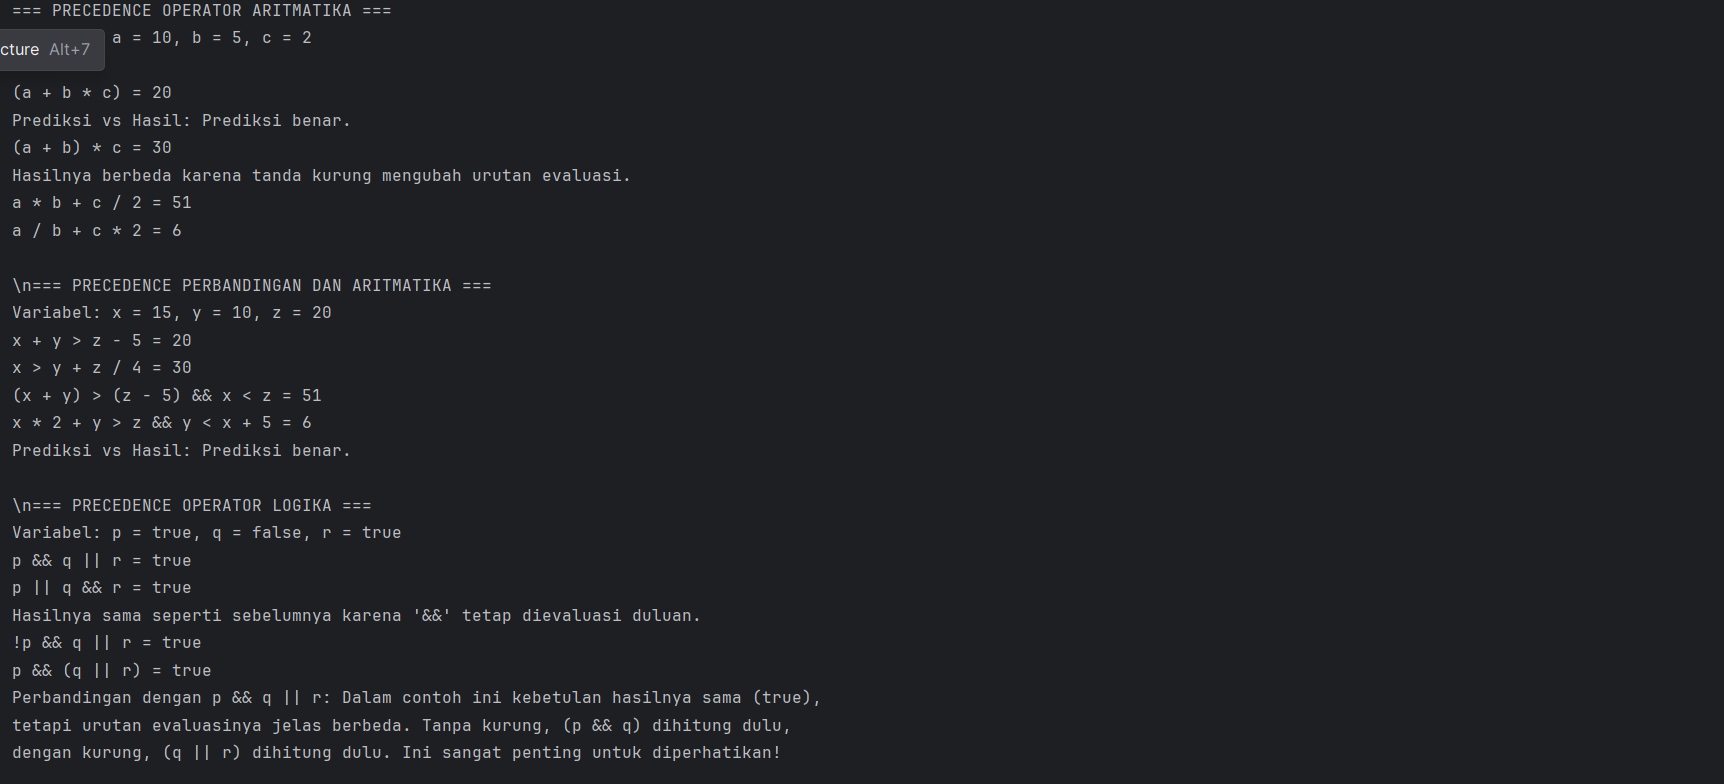 === PRECEDENCE OPERATOR ARITMATIKA ===
a = 10, b = 5, c = 2
cture Alt+7
(a + b * c) = 20
Prediksi vs Hasil: Prediksi benar.
(a + b) * c = 30
Hasilnya berbeda karena tanda kurung mengubah urutan evaluasi.
a * b + c / 2 = 51
a / b + c * 2 = 6
\n=== PRECEDENCE PERBANDINGAN DAN ARITMATIKA ===
Variabel: x = 15, y = 10, z = 20
x + y > z - 5 = 20
x > y + z / 4 = 30
(x + y) > (z - 5) && x < z = 51
x * 2 + y > z && y < x + 5 = 6
Prediksi vs Hasil: Prediksi benar.
\n=== PRECEDENCE OPERATOR LOGIKA ===
Variabel: p = true, q = false, r = true
p && q || r = true
p || q && r = true
Hasilnya sama seperti sebelumnya karena '&&' tetap dievaluasi duluan.
!p && q || r = true
p && (q || r) = true
Perbandingan dengan p && q || r: Dalam contoh ini kebetulan hasilnya sama (true),
tetapi urutan evaluasinya jelas berbeda. Tanpa kurung, (p && q) dihitung dulu,
dengan kurung, (q || r) dihitung dulu. Ini sangat penting untuk diperhatikan!